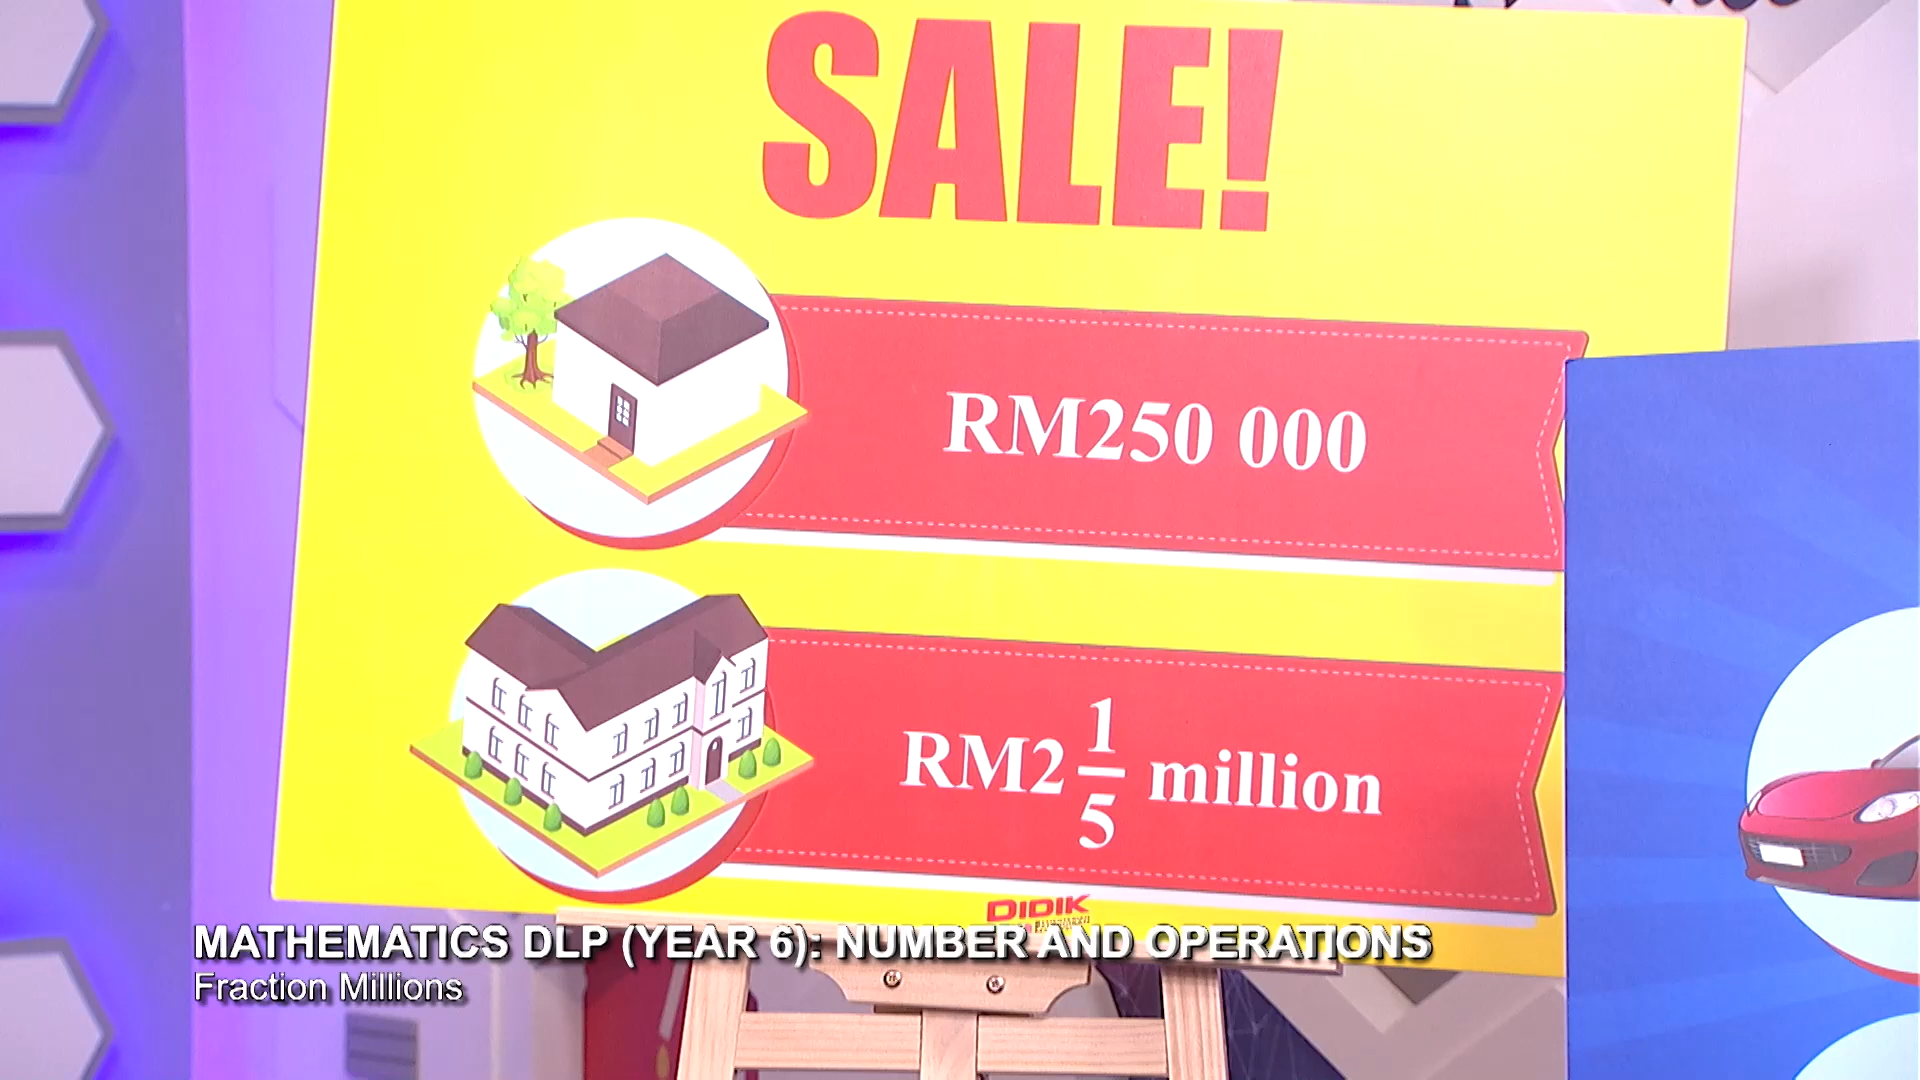 SALE!
RM250 000
RM2 1/5 million
DIDIK
MATHEMATICS DLP (YEAR 6): NUMBER AND OPERATIONS
Fraction Millions